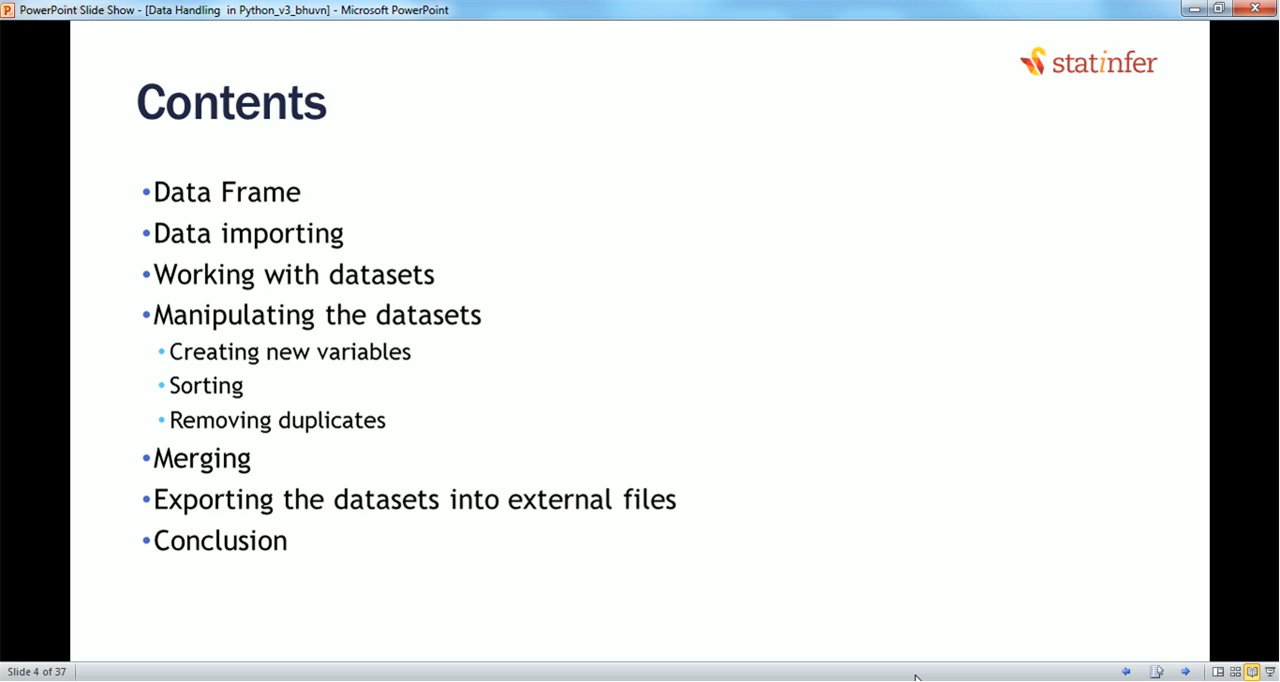 PowerPoint Slide Show - [Data Handling  in Python_v3_bhuvn] - Microsoft PowerPoint
statinfer
Contents
•Data Frame
•Data importing
•Working with datasets
•Manipulating the datasets
•Creating new variables
•Sorting
•Removing duplicates
•Merging
•Exporting the datasets into external files
•Conclusion
Slide 4 of 37